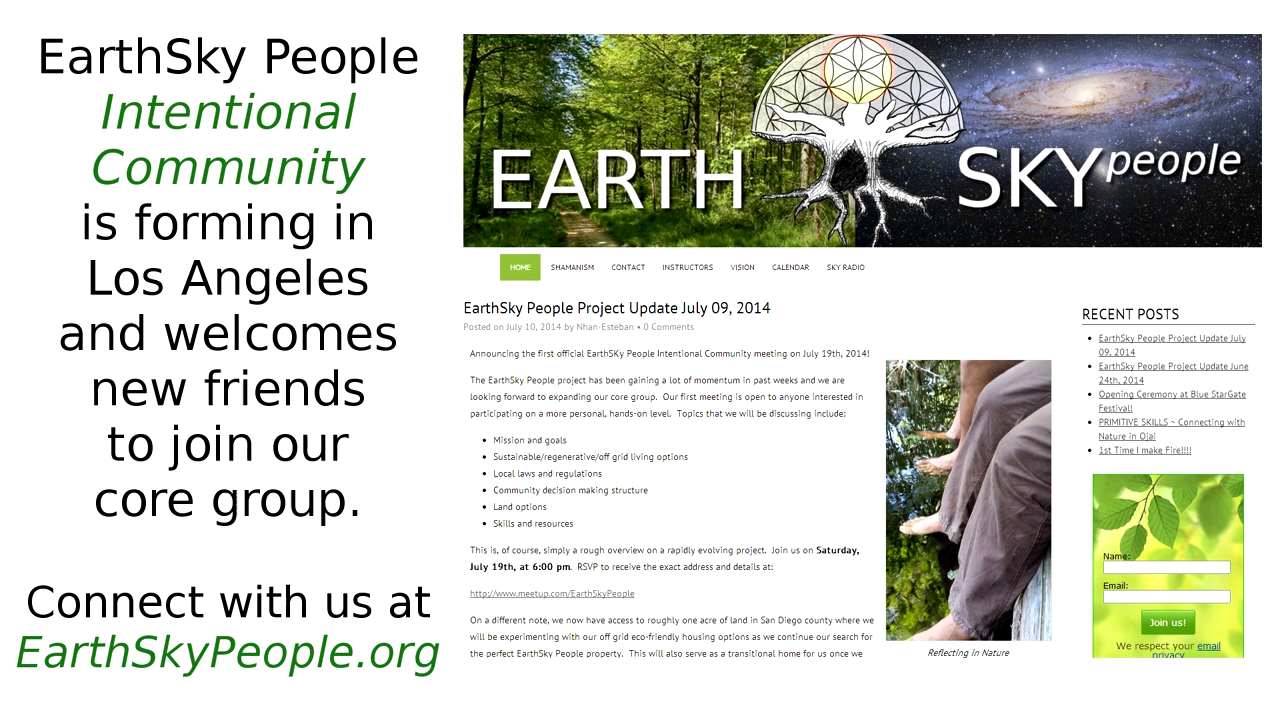 EarthSky People
Intentional
Community
is forming in
Los Angeles
and welcomes
new friends
to join our
core group.
Connect with us at
EarthSkyPeople.org
EARTH SKY people
HOME SHAMANISM CONTACT INSTRUCTORS VISION CALENDAR SKY RADIO
EarthSky People Project Update July 09, 2014
Posted on July 10, 2014 by Nhan-Esteban • 0 Comments
Announcing the first official EarthSKy People Intentional Community meeting on July 19th, 2014!
The EarthSky People project has been gaining a lot of momentum in past weeks and we are
looking forward to expanding our core group. Our first meeting is open to anyone interested in
participating on a more personal, hands-on level. Topics that we will be discussing include:
• Mission and goals
• Sustainable/regenerative/off grid living options
• Local laws and regulations
• Community decision making structure
• Land options
• Skills and resources
This is, of course, simply a rough overview on a rapidly evolving project. Join us on Saturday,
July 19th, at 6:00 pm. RSVP to receive the exact address and details at:
http://www.meetup.com/EarthSkyPeople
On a different note, we now have access to roughly one acre of land in San Diego county where we
will be experimenting with our off grid eco-friendly housing options as we continue our search for
the perfect EarthSky People property. This will also serve as a transitional home for us once we
Reflecting in Nature
RECENT POSTS
• EarthSky People Project Update July
09, 2014
• EarthSky People Project Update June
24th, 2014
• Opening Ceremony at Blue StarGate
Festival!
• PRIMITIVE SKILLS ~ Connecting with
Nature in Ojai
• 1st Time I make Fire!!!!
Name:
Email:
Join us!
We respect your email
privacy